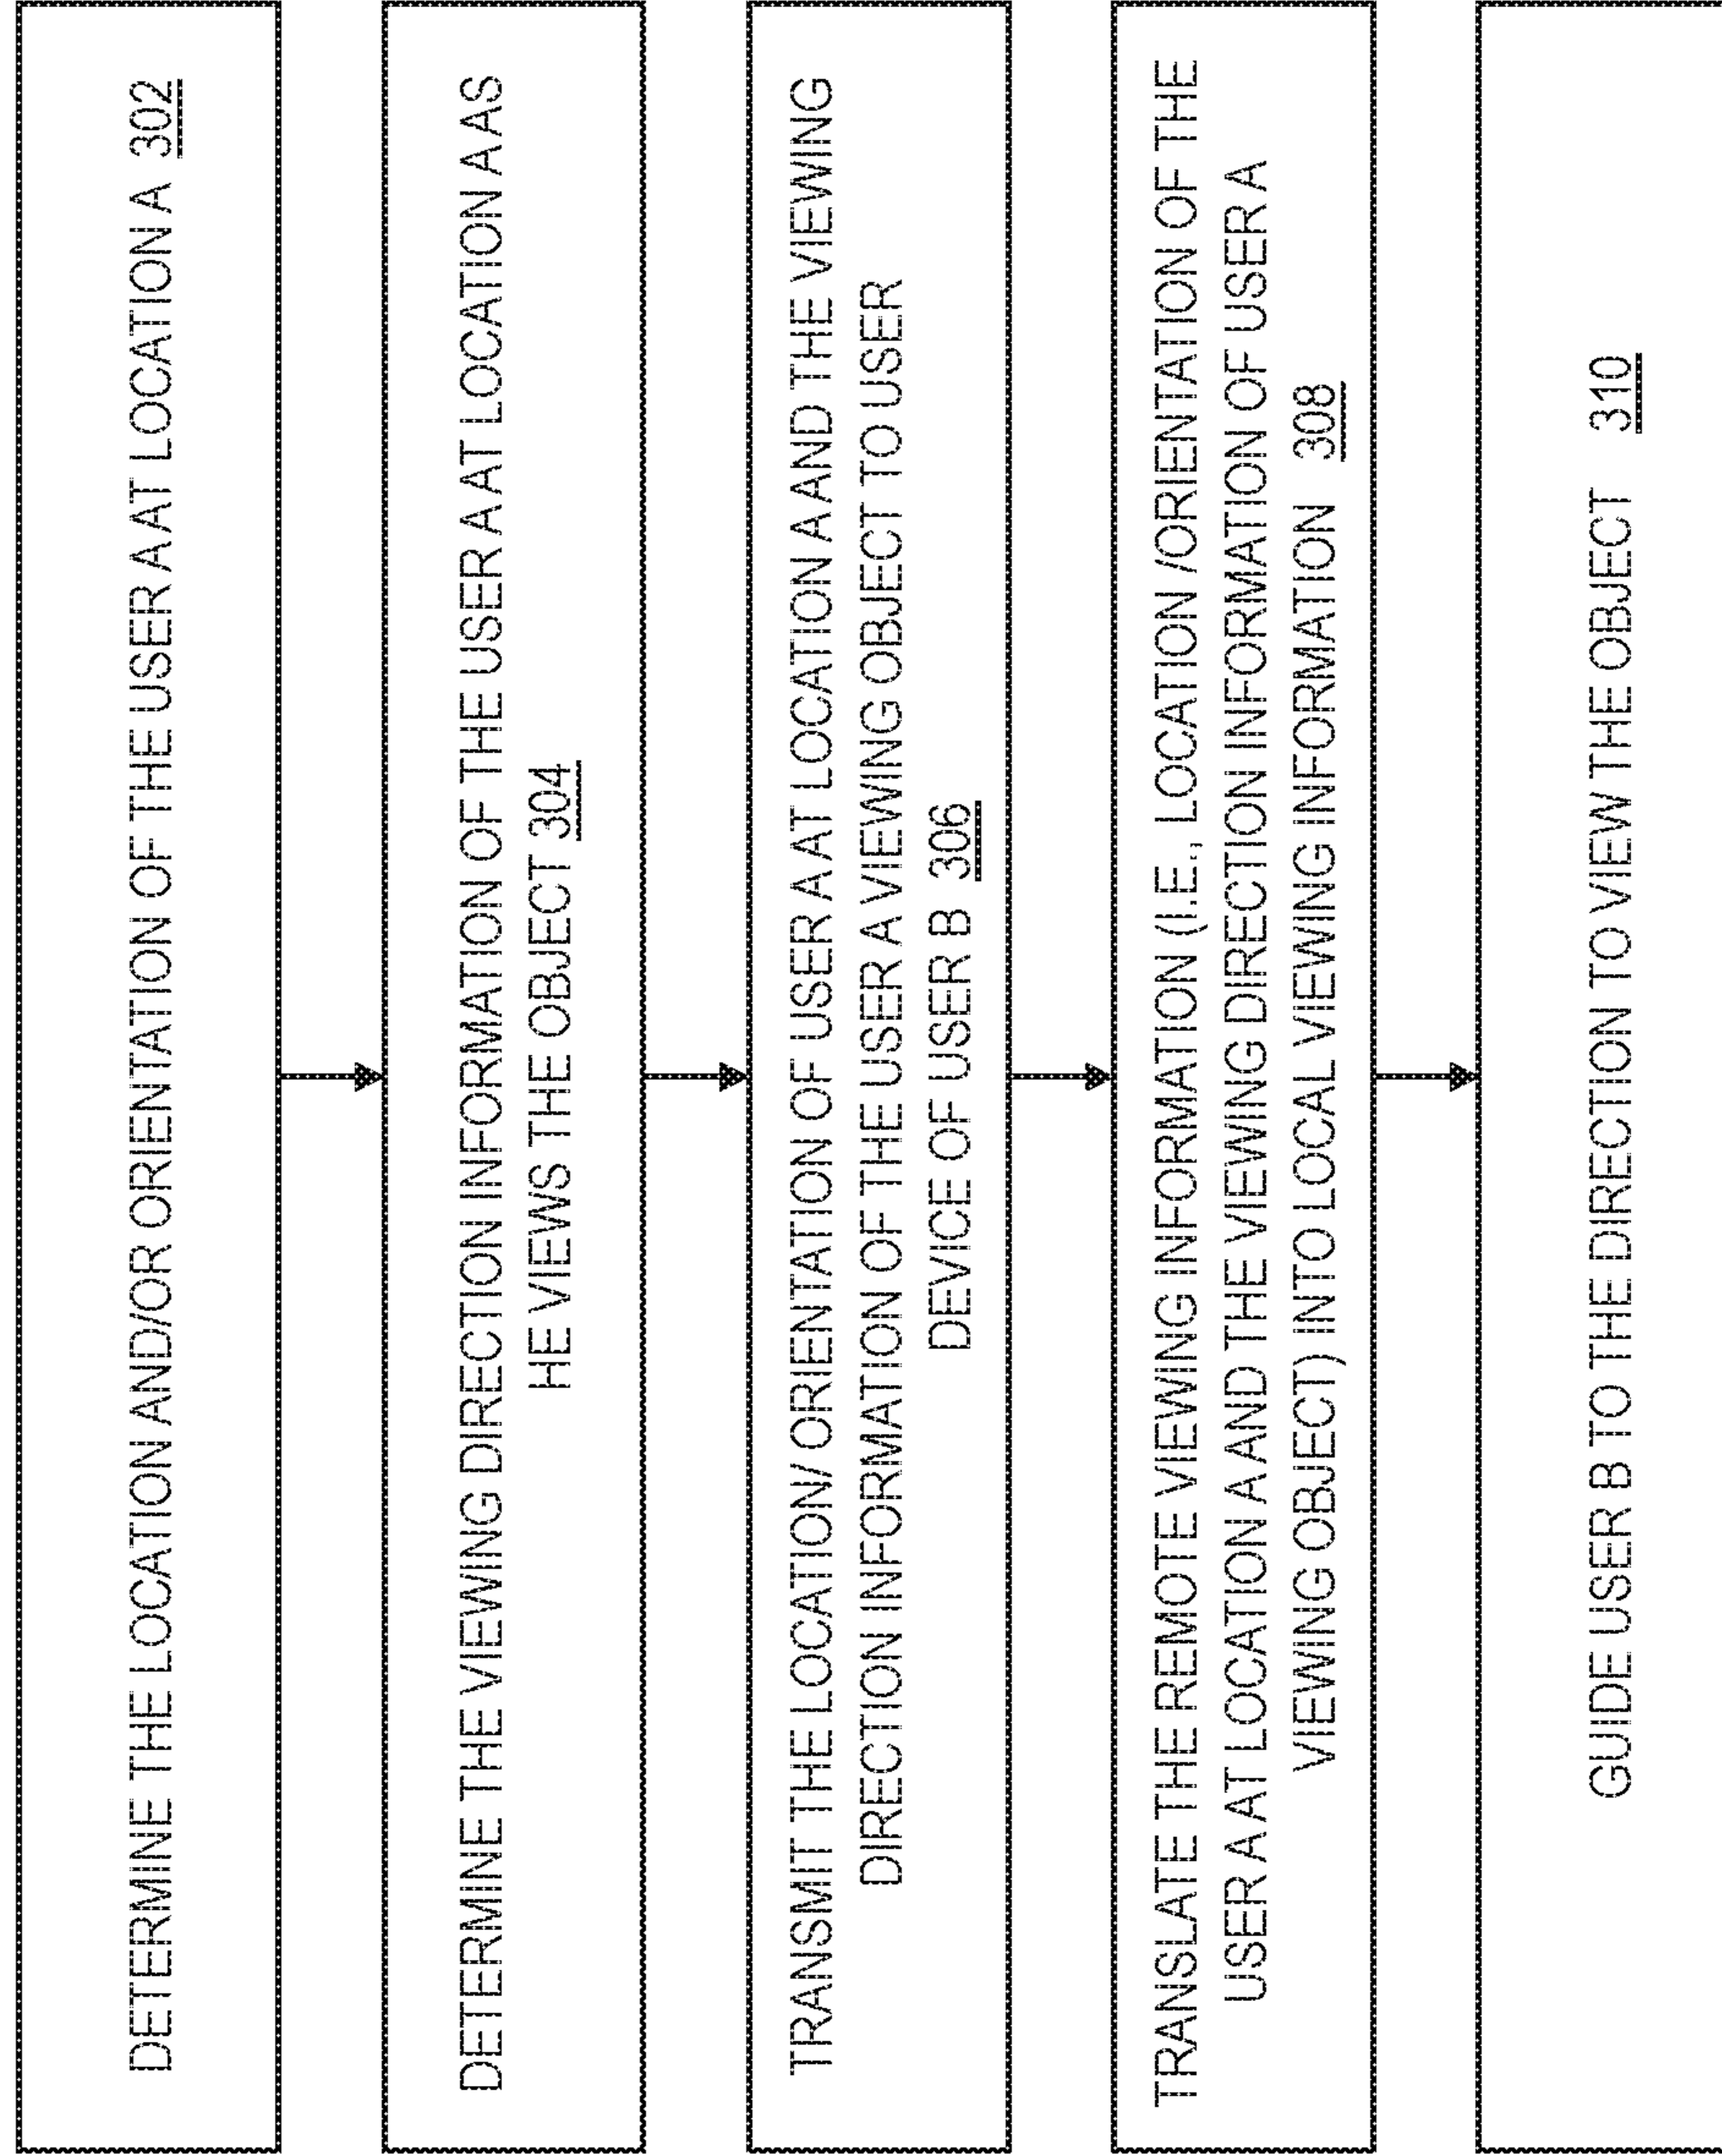 DETERMINE THE LOCATION AND/OR ORIENTATION OF THE USER A AT LOCATION A 302
DETERMINE THE VIEWING DIRECTION INFORMATION OF THE USER A AT LOCATION A AS
HE VIEWS THE OBJECT 304
TRANSMIT THE LOCATION/ ORIENTATION OF USER A AT LOCATION A AND THE VIEWING
DIRECTION INFORMATION OF THE USER A VIEWING OBJECT TO USER
DEVICE OF USER B 306
TRANSLATE THE REMOTE VIEWING INFORMATION (I.E., LOCATION /ORIENTATION OF THE
USER A AT LOCATION A AND THE VIEWING DIRECTION INFORMATION OF USER A
VIEWING OBJECT) INTO LOCAL VIEWING INFORMATION 308
GUIDE USER B TO THE DIRECTION TO VIEW THE OBJECT 310